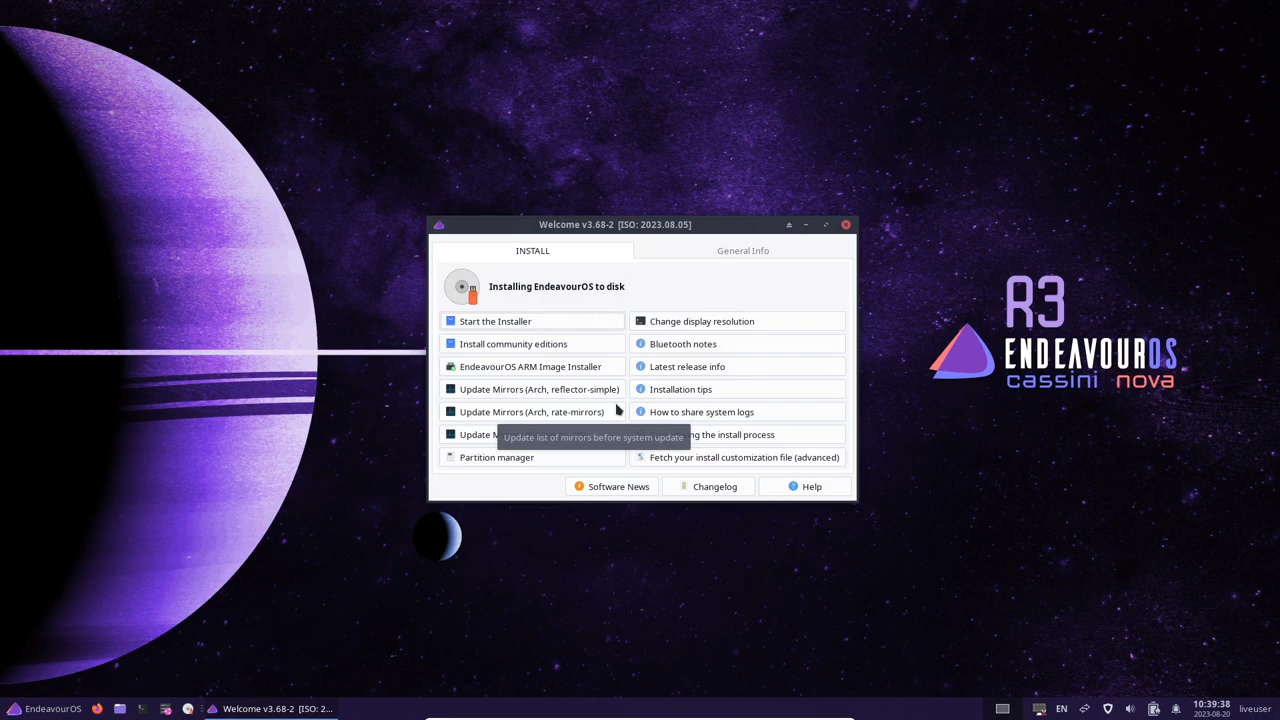 Welcome v3.68-2 [ISO: 2023.08.05]
INSTALL
General Info
Installing EndeavourOS to disk
Start the Installer
Change display resolution
Install community editions
Bluetooth notes
EndeavourOS ARM Image Installer
Latest release info
Update Mirrors (Arch, reflector-simple)
Installation tips
Update Mirrors (Arch, rate-mirrors)
How to share system logs
Update list of mirrors before system update
the install process
Partition manager
Fetch your install customization file (advanced)
Software News
Changelog
Help
R3
ENDEAVOUROS
cassini nova
EndeavourOS
Welcome v3.68-2 [ISO: 2...
EN
10:39:38
2023-08-20
liveuser